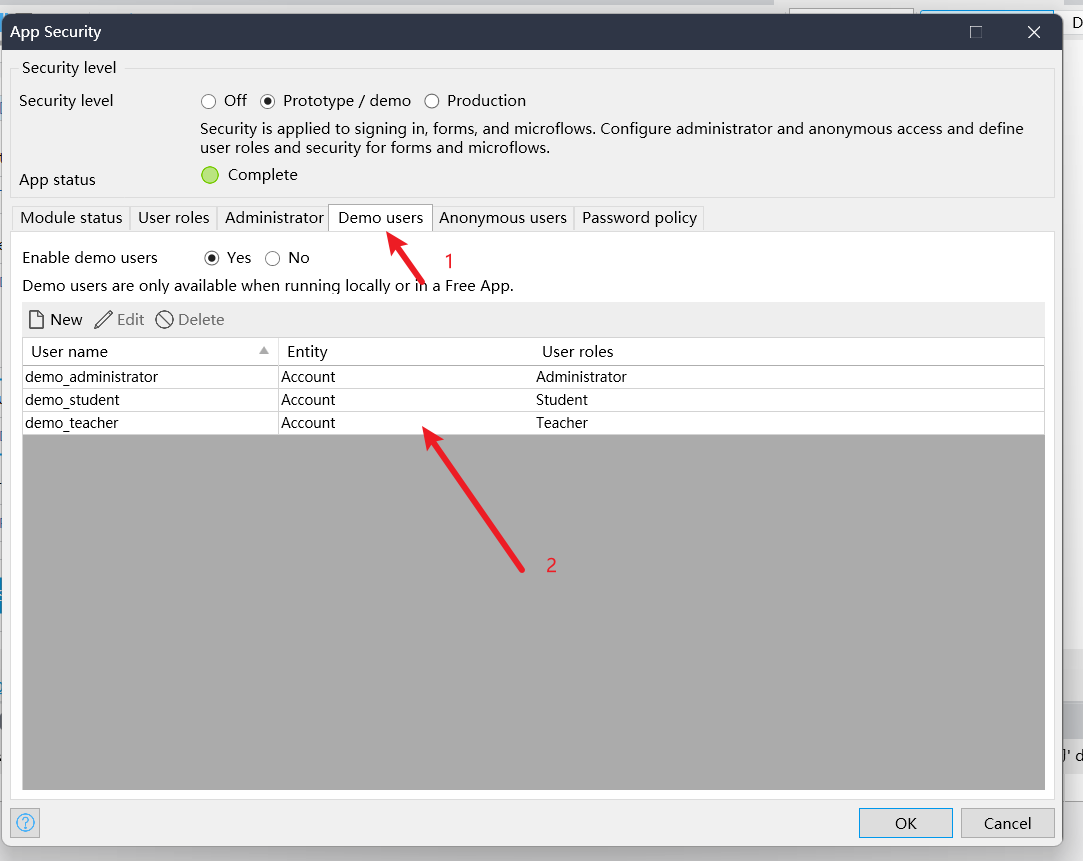 App Security
Security level
Security level Off Prototype / demo Production
Security is applied to signing in, forms, and microflows. Configure administrator and anonymous access and define
user roles and security for forms and microflows.
App status Complete
Module status User roles Administrator Demo users Anonymous users Password policy
Enable demo users Yes No
1
Demo users are only available when running locally or in a Free App.
New Edit Delete
User name Entity User roles
demo_administrator Account Administrator
demo_student Account Student
demo_teacher Account Teacher
2
OK Cancel